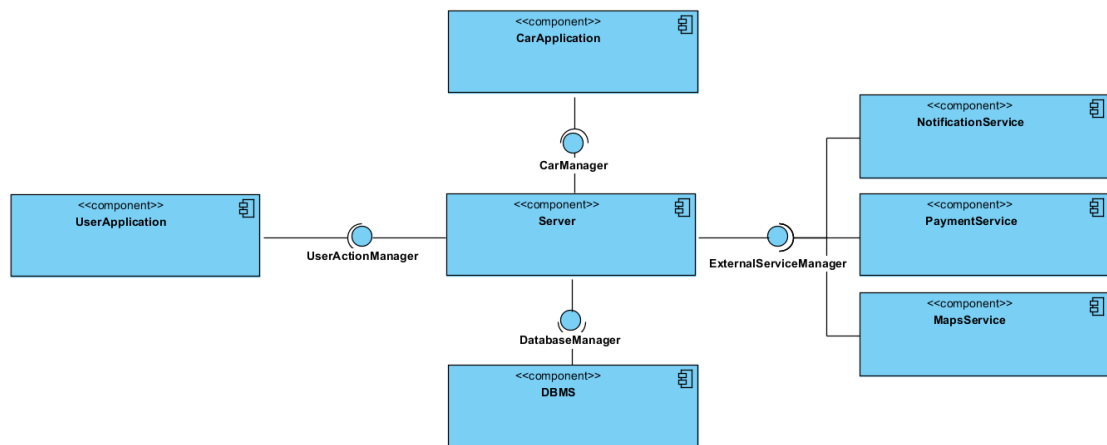 <<component>>
CarApplication
<<component>>
NotificationService
CarManager
<<component>>
UserApplication
<<component>>
Server
<<component>>
PaymentService
UserActionManager
ExternalServiceManager
<<component>>
MapsService
DatabaseManager
<<component>>
DBMS